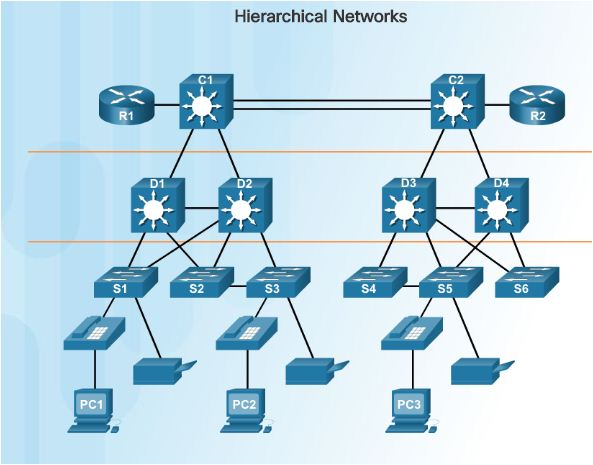 Hierarchical Networks
C1
C2
R1
R2
D1
D2
D3
D4
S1
S2
S3
S4
S5
S6
PC1
PC2
PC3